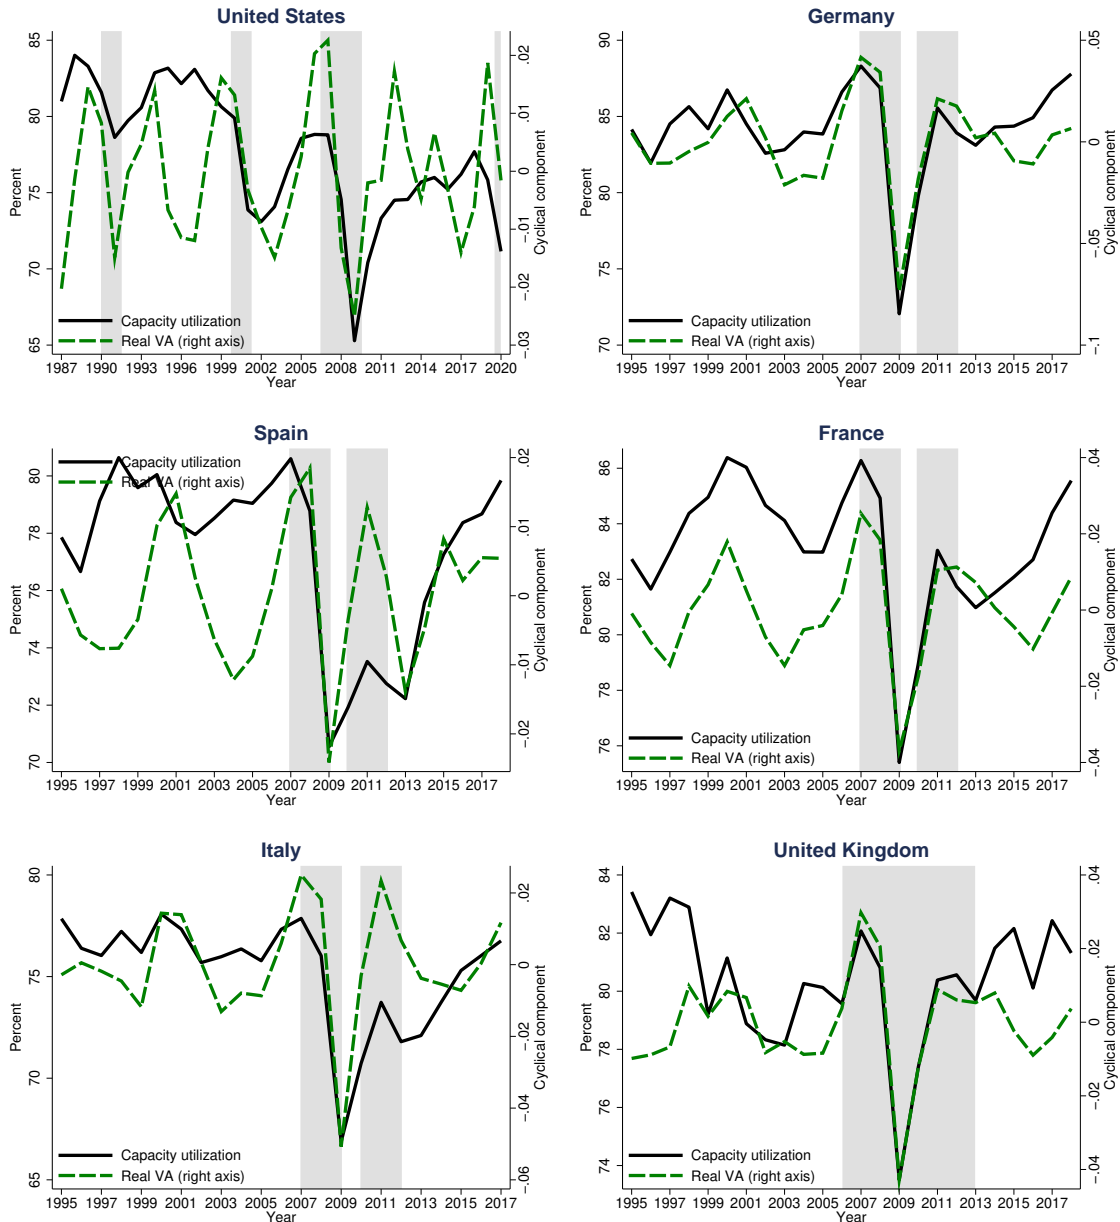 United States
Percent
65 70 75 80 85
Cyclical component
-.03 -.02 -.01 0 .01 .02
Capacity utilization
Real VA (right axis)
1987 1990 1993 1996 1999 2002 2005 2008 2011 2014 2017 2020
Year
Germany
Percent
70 75 80 85 90
Cyclical component
-.1 -.05 0 .05
Capacity utilization
Real VA (right axis)
1995 1997 1999 2001 2003 2005 2007 2009 2011 2013 2015 2017
Year
Spain
Capacity utilization
Real VA (right axis)
Percent
70 72 74 76 78 80
Cyclical component
-.02 -.01 0 .01 .02
1995 1997 1999 2001 2003 2005 2007 2009 2011 2013 2015 2017
Year
France
Percent
76 78 80 82 84 86
Cyclical component
-.04 -.02 0 .02 .04
Capacity utilization
Real VA (right axis)
1995 1997 1999 2001 2003 2005 2007 2009 2011 2013 2015 2017
Year
Italy
Percent
65 70 75 80
Cyclical component
-.06 -.04 -.02 0 .02
Capacity utilization
Real VA (right axis)
1995 1997 1999 2001 2003 2005 2007 2009 2011 2013 2015 2017
Year
United Kingdom
Percent
74 76 78 80 82 84
Cyclical component
-.04 -.02 0 .02 .04
Capacity utilization
Real VA (right axis)
1995 1997 1999 2001 2003 2005 2007 2009 2011 2013 2015 2017
Year